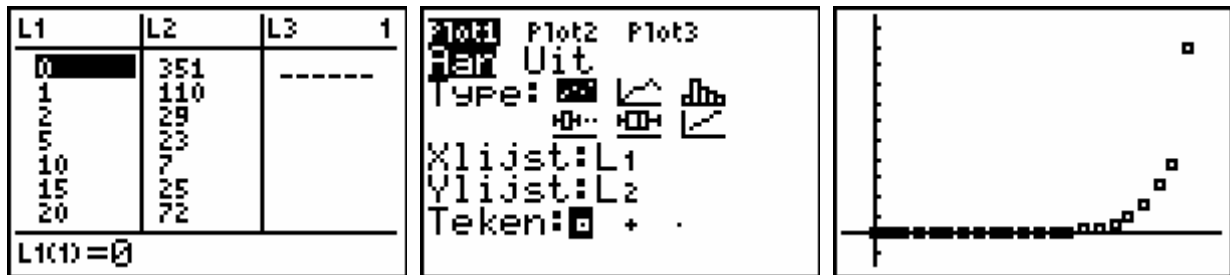 L1 L2 L3 1
0 351 ------
1 110
2 29
5 23
10 7
15 25
20 72
L1(1)=0
Plot1 Plot2 Plot3
Aan Uit
Type:
Xlijst:L1
Ylijst:L2
Teken: + ·